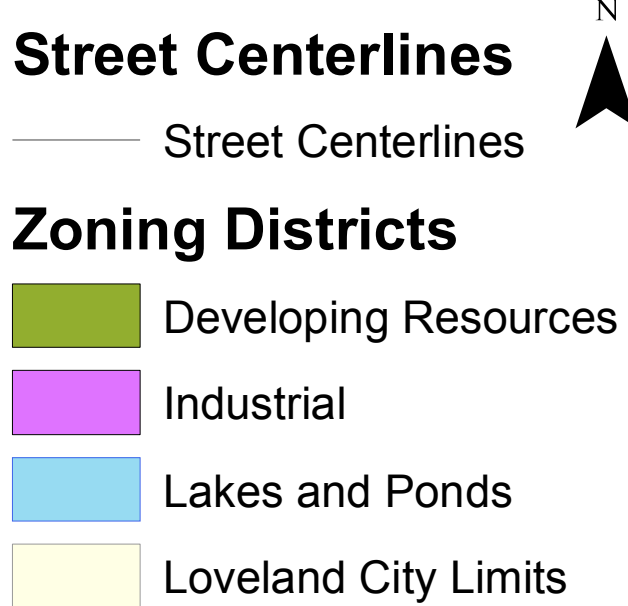 N
Street Centerlines
Street Centerlines
Zoning Districts
Developing Resources
Industrial
Lakes and Ponds
Loveland City Limits